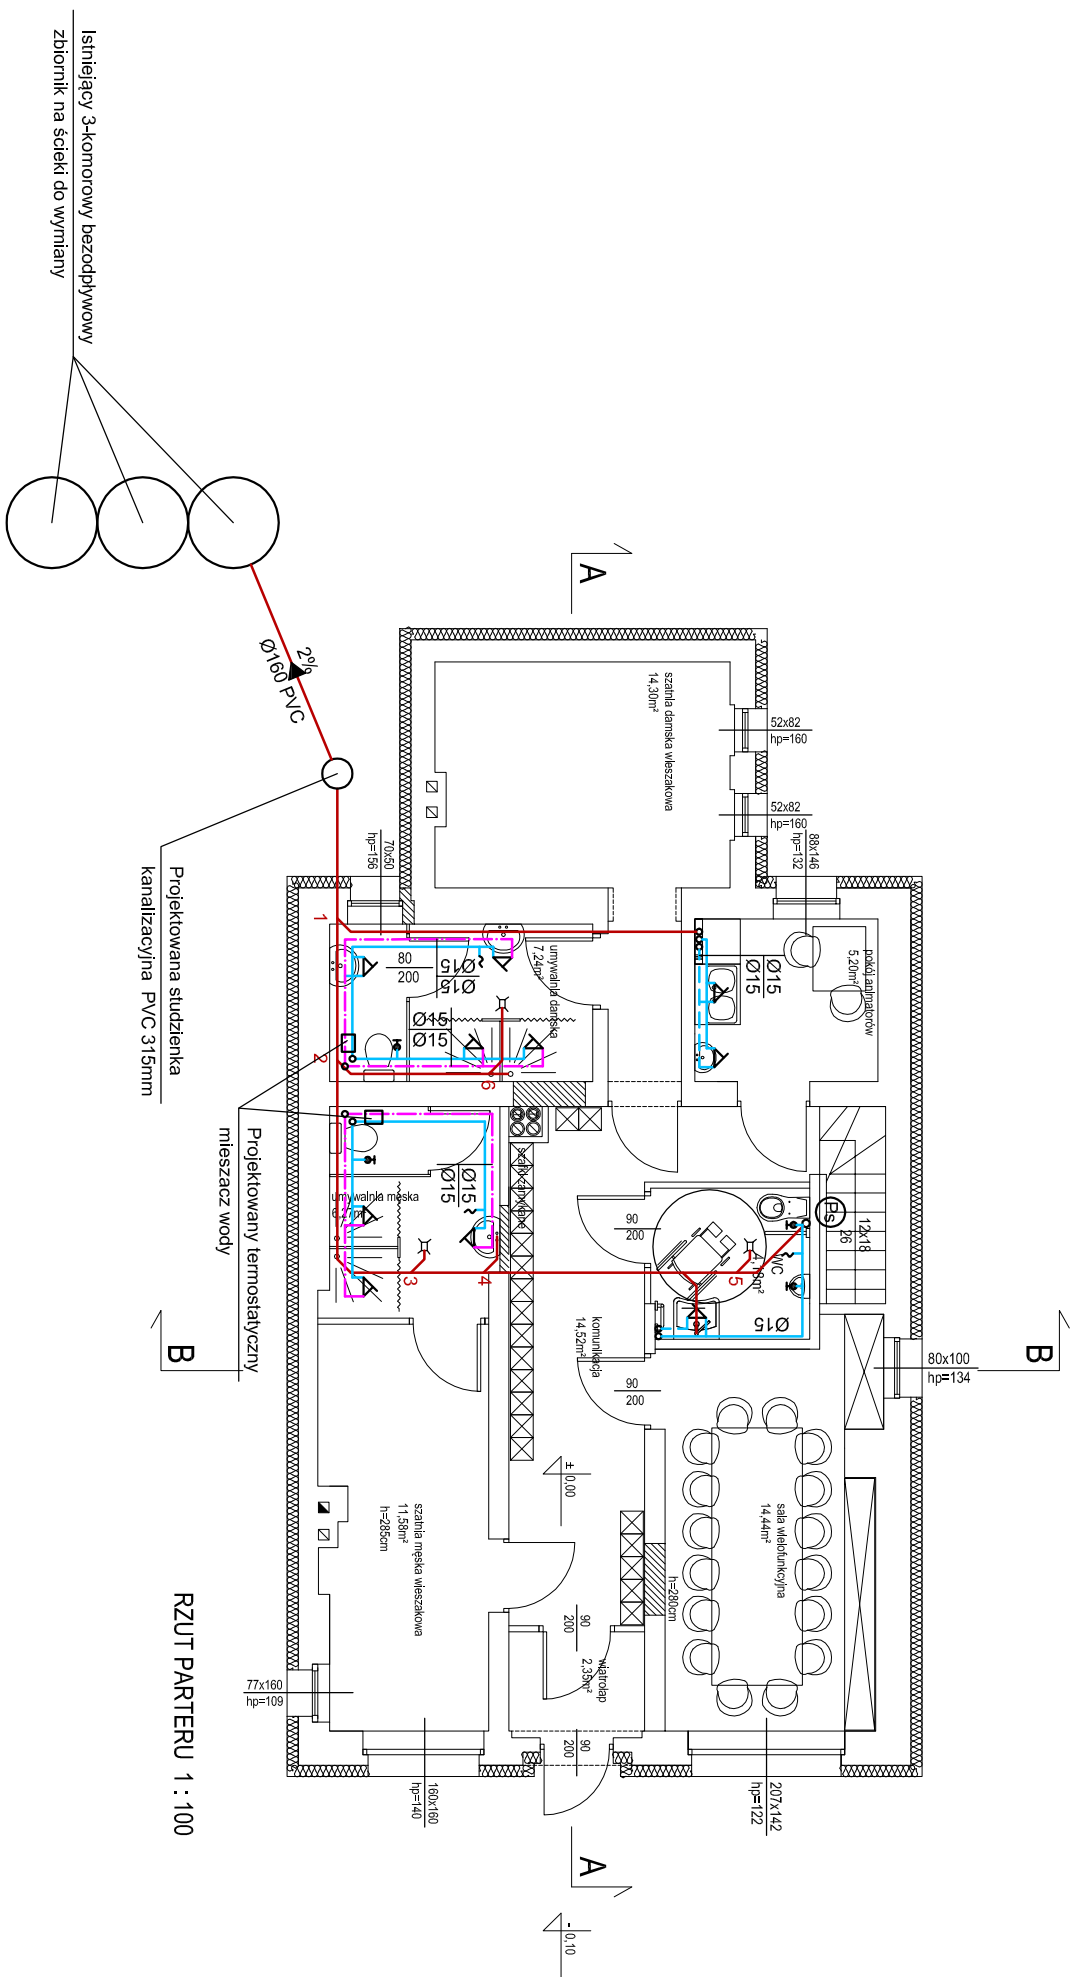 Istniejący 3-komorowy bezodpływowy
zbiornik na ścieki do wymiany
2%
Ø160 PVC
Projektowana studzienka
kanalizacyjna PVC 315mm
Projektowany termostatyczny
mieszacz wody
RZUT PARTERU 1 : 100
A
A
B
B
szatnia damska wieszakowa
14,30m²
52x82
hp=160
52x82
hp=160
88x146
hp=132
70x50
hp=156
pokój animatorów
5,20m²
Ø15
Ø15
umywalnia damska
7,24m²
80
200
Ø15
Ø15
Ø15
Ø15
1
2
6
umywalnia męska
Ø15
Ø15
3
4
5
szafki zamykane
90
200
WC
4,18m²
Ø15
Ps
12x18
26
80x100
hp=134
komunikacja
14,52m²
90
200
± 0,00
sala wielofunkcyjna
14,44m²
h=280cm
szatnia męska wieszakowa
11,58m²
h=285cm
wiatrołap
2,35m²
90
200
90
200
77x160
hp=109
160x160
hp=140
207x142
hp=122
- 0,10